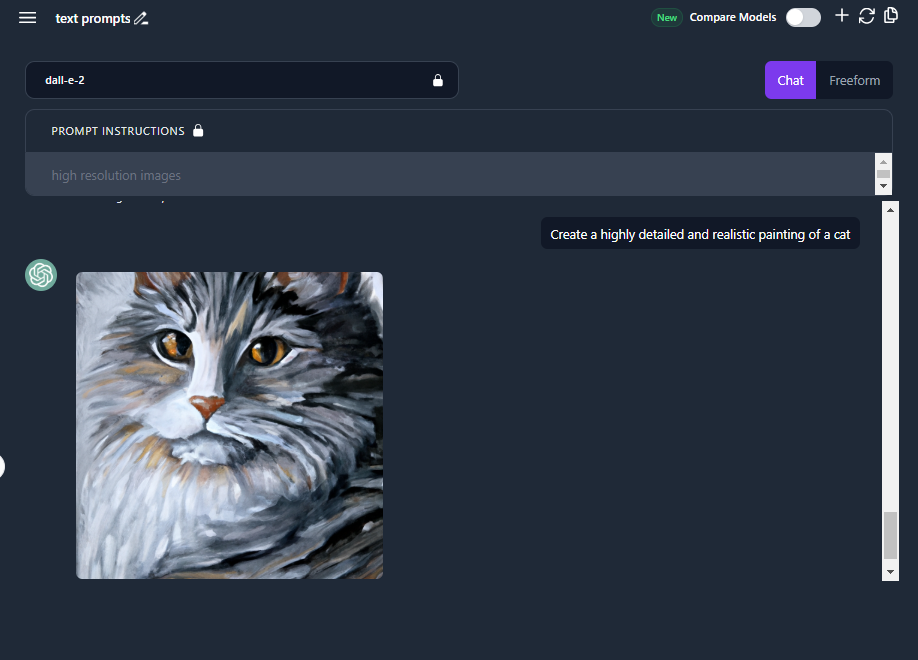 text prompts
New Compare Models
dall-e-2
Chat Freeform
PROMPT INSTRUCTIONS
high resolution images
Create a highly detailed and realistic painting of a cat